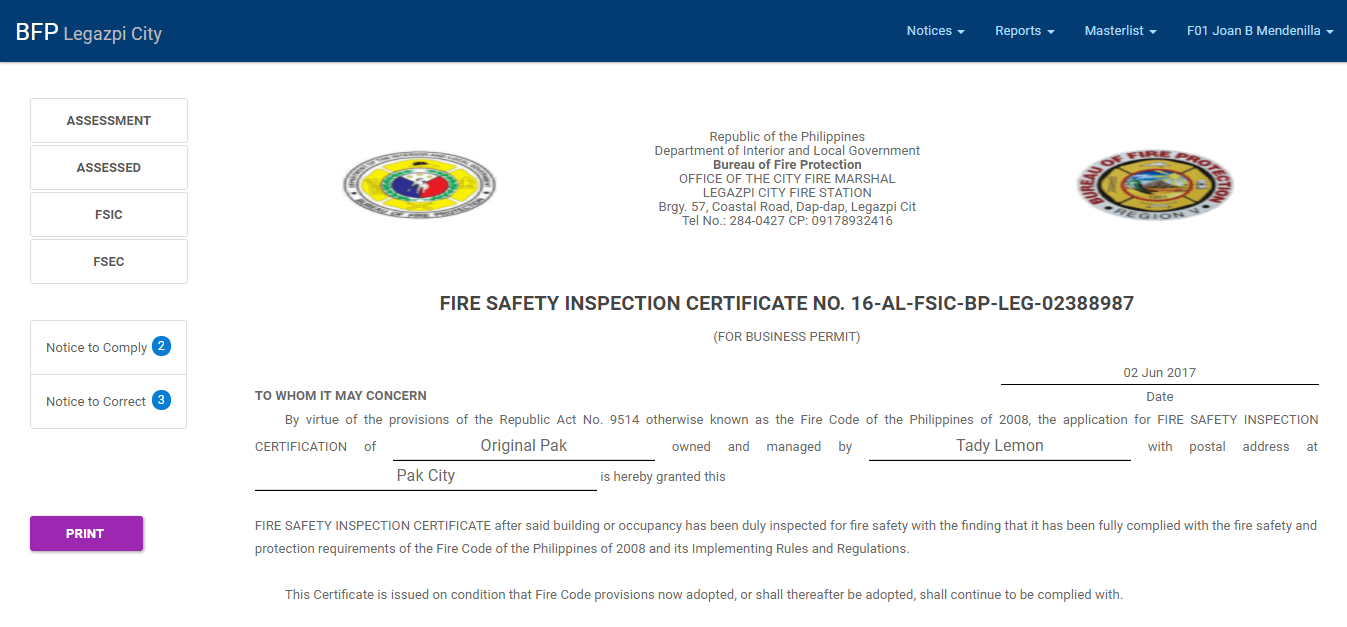 BFP Legazpi City
Notices
Reports
Masterlist
F01 Joan B Mendenilla
ASSESSMENT
ASSESSED
FSIC
FSEC
Notice to Comply 2
Notice to Correct 3
PRINT
DEPARTMENT OF THE INTERIOR AND LOCAL GOVERNMENT
BUREAU OF FIRE PROTECTION
Republic of the Philippines
Department of Interior and Local Government
Bureau of Fire Protection
OFFICE OF THE CITY FIRE MARSHAL
LEGAZPI CITY FIRE STATION
Brgy. 57, Coastal Road, Dap-dap, Legazpi Cit
Tel No.: 284-0427 CP: 09178932416
BUREAU OF FIRE PROTECTION
REGION V
FIRE SAFETY INSPECTION CERTIFICATE NO. 16-AL-FSIC-BP-LEG-02388987
(FOR BUSINESS PERMIT)
02 Jun 2017
Date
TO WHOM IT MAY CONCERN
By virtue of the provisions of the Republic Act No. 9514 otherwise known as the Fire Code of the Philippines of 2008, the application for FIRE SAFETY INSPECTION
CERTIFICATION of Original Pak owned and managed by Tady Lemon with postal address at
Pak City is hereby granted this
FIRE SAFETY INSPECTION CERTIFICATE after said building or occupancy has been duly inspected for fire safety with the finding that it has been fully complied with the fire safety and
protection requirements of the Fire Code of the Philippines of 2008 and its Implementing Rules and Regulations.
This Certificate is issued on condition that Fire Code provisions now adopted, or shall thereafter be adopted, shall continue to be complied with.